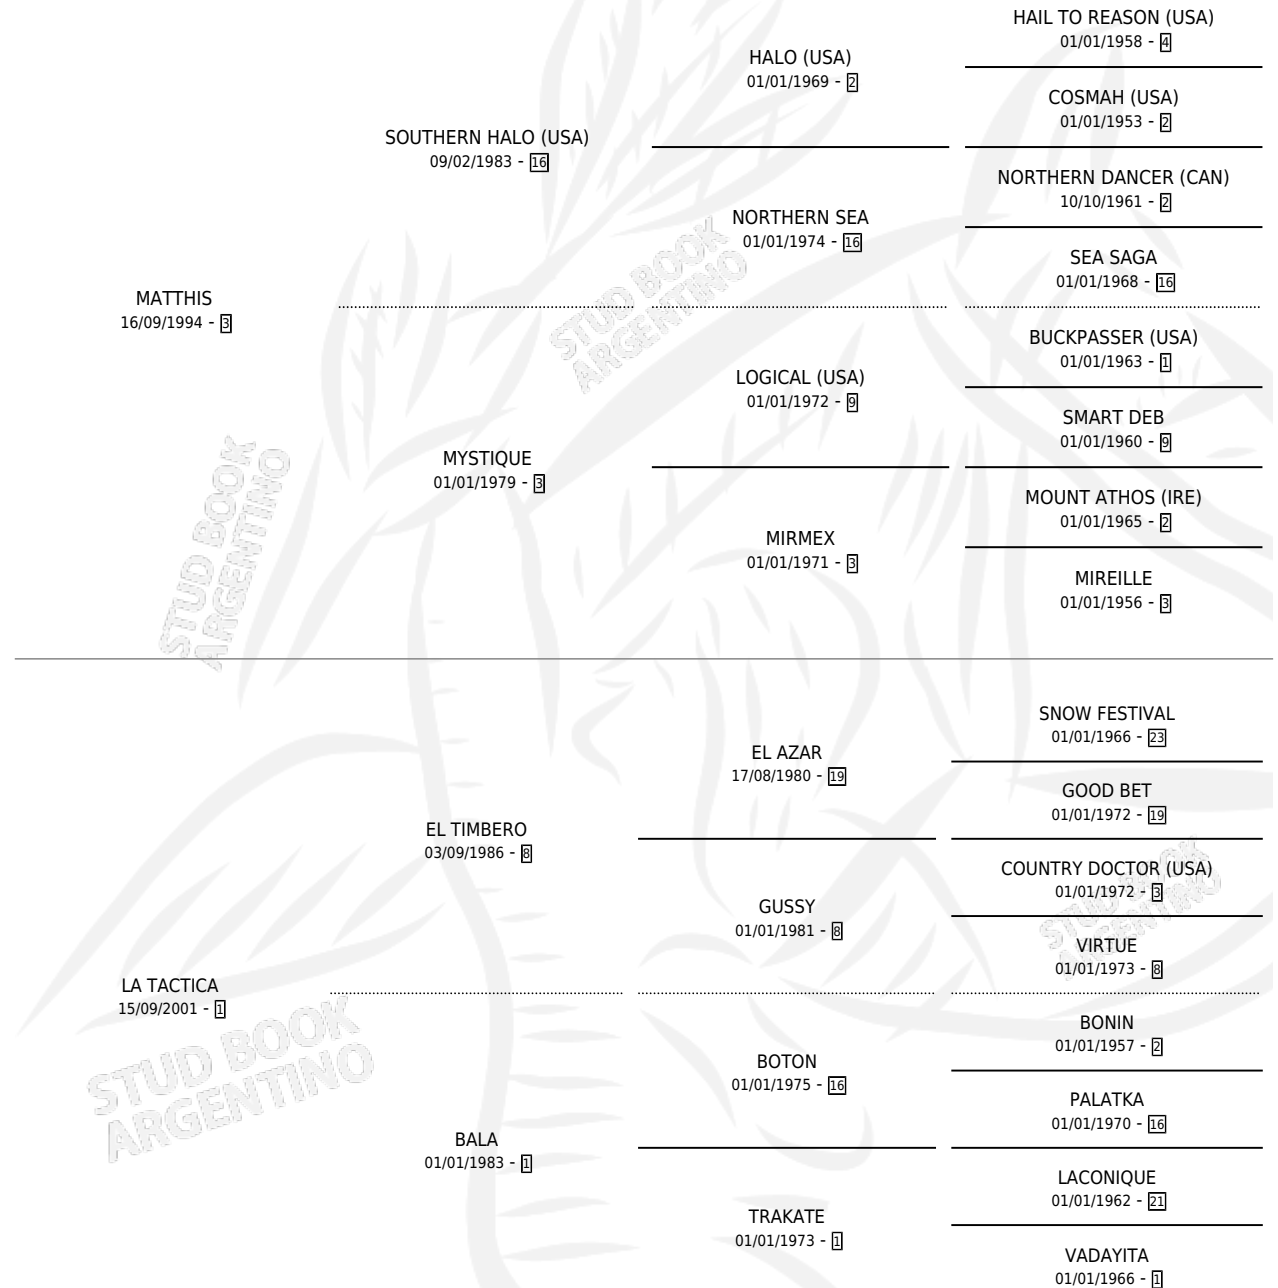 HAIL TO REASON (USA)
01/01/1958 - 4
HALO (USA)
01/01/1969 - 2
COSMAH (USA)
01/01/1953 - 2
SOUTHERN HALO (USA)
09/02/1983 - 16
NORTHERN DANCER (CAN)
10/10/1961 - 2
NORTHERN SEA
01/01/1974 - 16
SEA SAGA
01/01/1968 - 16
MATTHIS
16/09/1994 - 3
BUCKPASSER (USA)
01/01/1963 - 1
LOGICAL (USA)
01/01/1972 - 9
SMART DEB
01/01/1960 - 9
MYSTIQUE
01/01/1979 - 3
MOUNT ATHOS (IRE)
01/01/1965 - 2
MIRMEX
01/01/1971 - 3
MIREILLE
01/01/1956 - 3
SNOW FESTIVAL
01/01/1966 - 23
EL AZAR
17/08/1980 - 19
GOOD BET
01/01/1972 - 19
EL TIMBERO
03/09/1986 - 8
COUNTRY DOCTOR (USA)
01/01/1972 - 3
GUSSY
01/01/1981 - 8
VIRTUE
01/01/1973 - 8
LA TACTICA
15/09/2001 - 1
BONIN
01/01/1957 - 2
BOTON
01/01/1975 - 16
PALATKA
01/01/1970 - 16
BALA
01/01/1983 - 1
LACONIQUE
01/01/1962 - 21
TRAKATE
01/01/1973 - 1
VADAYITA
01/01/1966 - 1
STUD BOOK
ARGENTINO
STUD BOOK
ARGENTINO
STUD BOOK
ARGENTINO
STUD BOOK
ARGENTINO